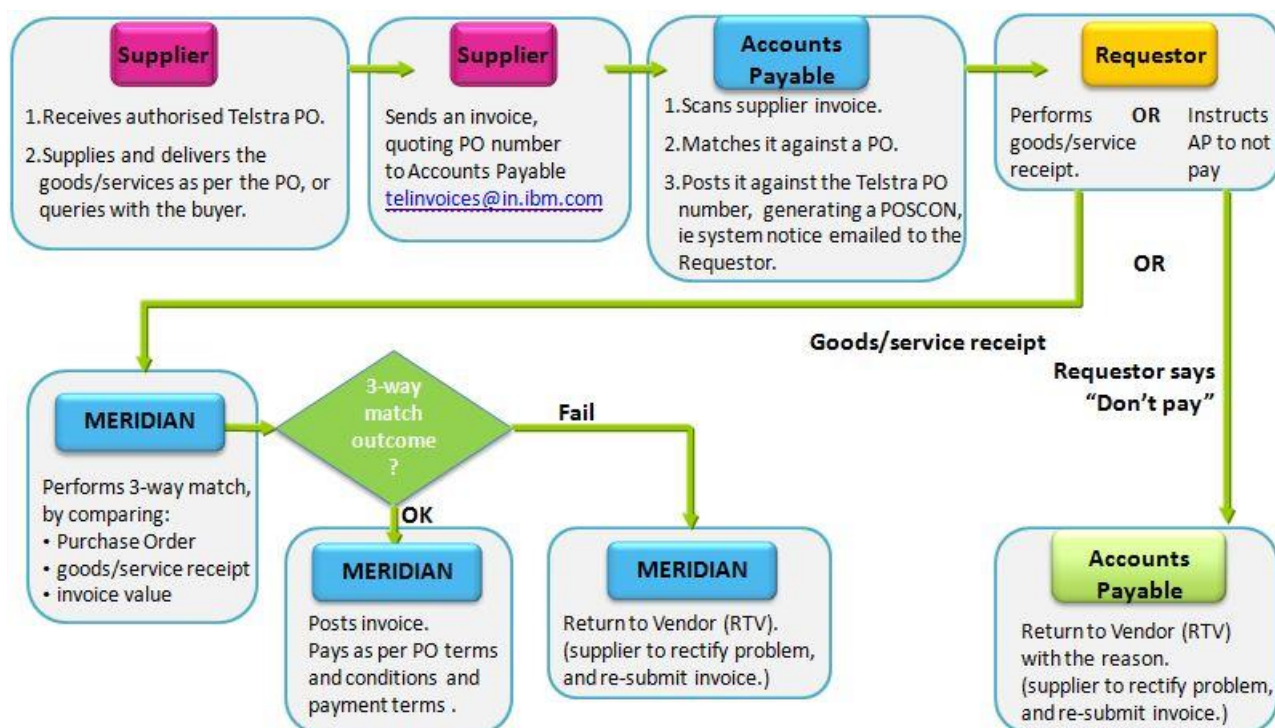 Supplier
1.Receives authorised Telstra PO.
2.Supplies and delivers the
goods/services as per the PO, or
queries with the buyer.
Supplier
Sends an invoice,
quoting PO number
to Accounts Payable
telinvoices@in.ibm.com
Accounts
Payable
1.Scans supplier invoice.
2.Matches it against a PO.
3.Posts it against the Telstra PO
number, generating a POSCON,
ie system notice emailed to the
Requestor.
Requestor
Performs
goods/service
receipt.
OR
Instructs
AP to not
pay
OR
Goods/service receipt
Requestor says
“Don’t pay”
MERIDIAN
Performs 3-way match,
by comparing:
• Purchase Order
• goods/service receipt
• invoice value
3-way
match
outcome
?
Fail
OK
MERIDIAN
Posts invoice.
Pays as per PO terms
and conditions and
payment terms .
MERIDIAN
Return to Vendor (RTV).
(supplier to rectify problem,
and re-submit invoice.)
Accounts
Payable
Return to Vendor (RTV)
with the reason.
(supplier to rectify problem,
and re-submit invoice.)